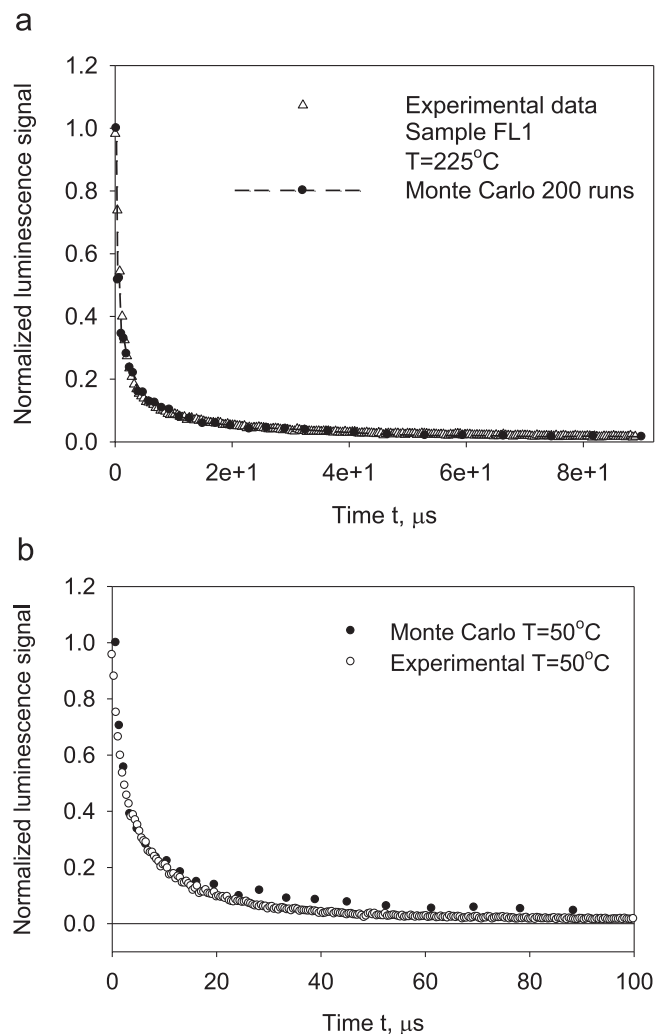 a
1.2
1.0
0.8
0.6
0.4
0.2
0.0
Normalized luminescence signal
Experimental data
Sample FL1
T=225°C
Monte Carlo 200 runs
0 2e+1 4e+1 6e+1 8e+1
Time t, μs
b
1.2
1.0
0.8
0.6
0.4
0.2
0.0
Normalized luminescence signal
Monte Carlo T=50°C
Experimental T=50°C
0 20 40 60 80 100
Time t, μs